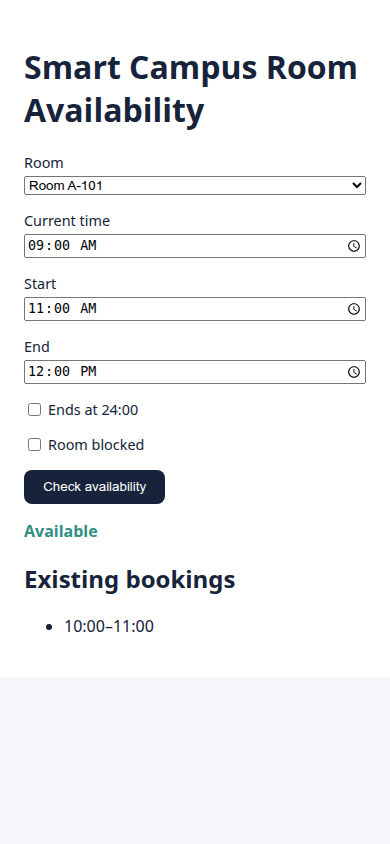 Smart Campus Room
Availability
Room
Room A-101
Current time
09:00 AM
Start
11:00 AM
End
12:00 PM
Ends at 24:00
Room blocked
Check availability
Available
Existing bookings
10:00–11:00